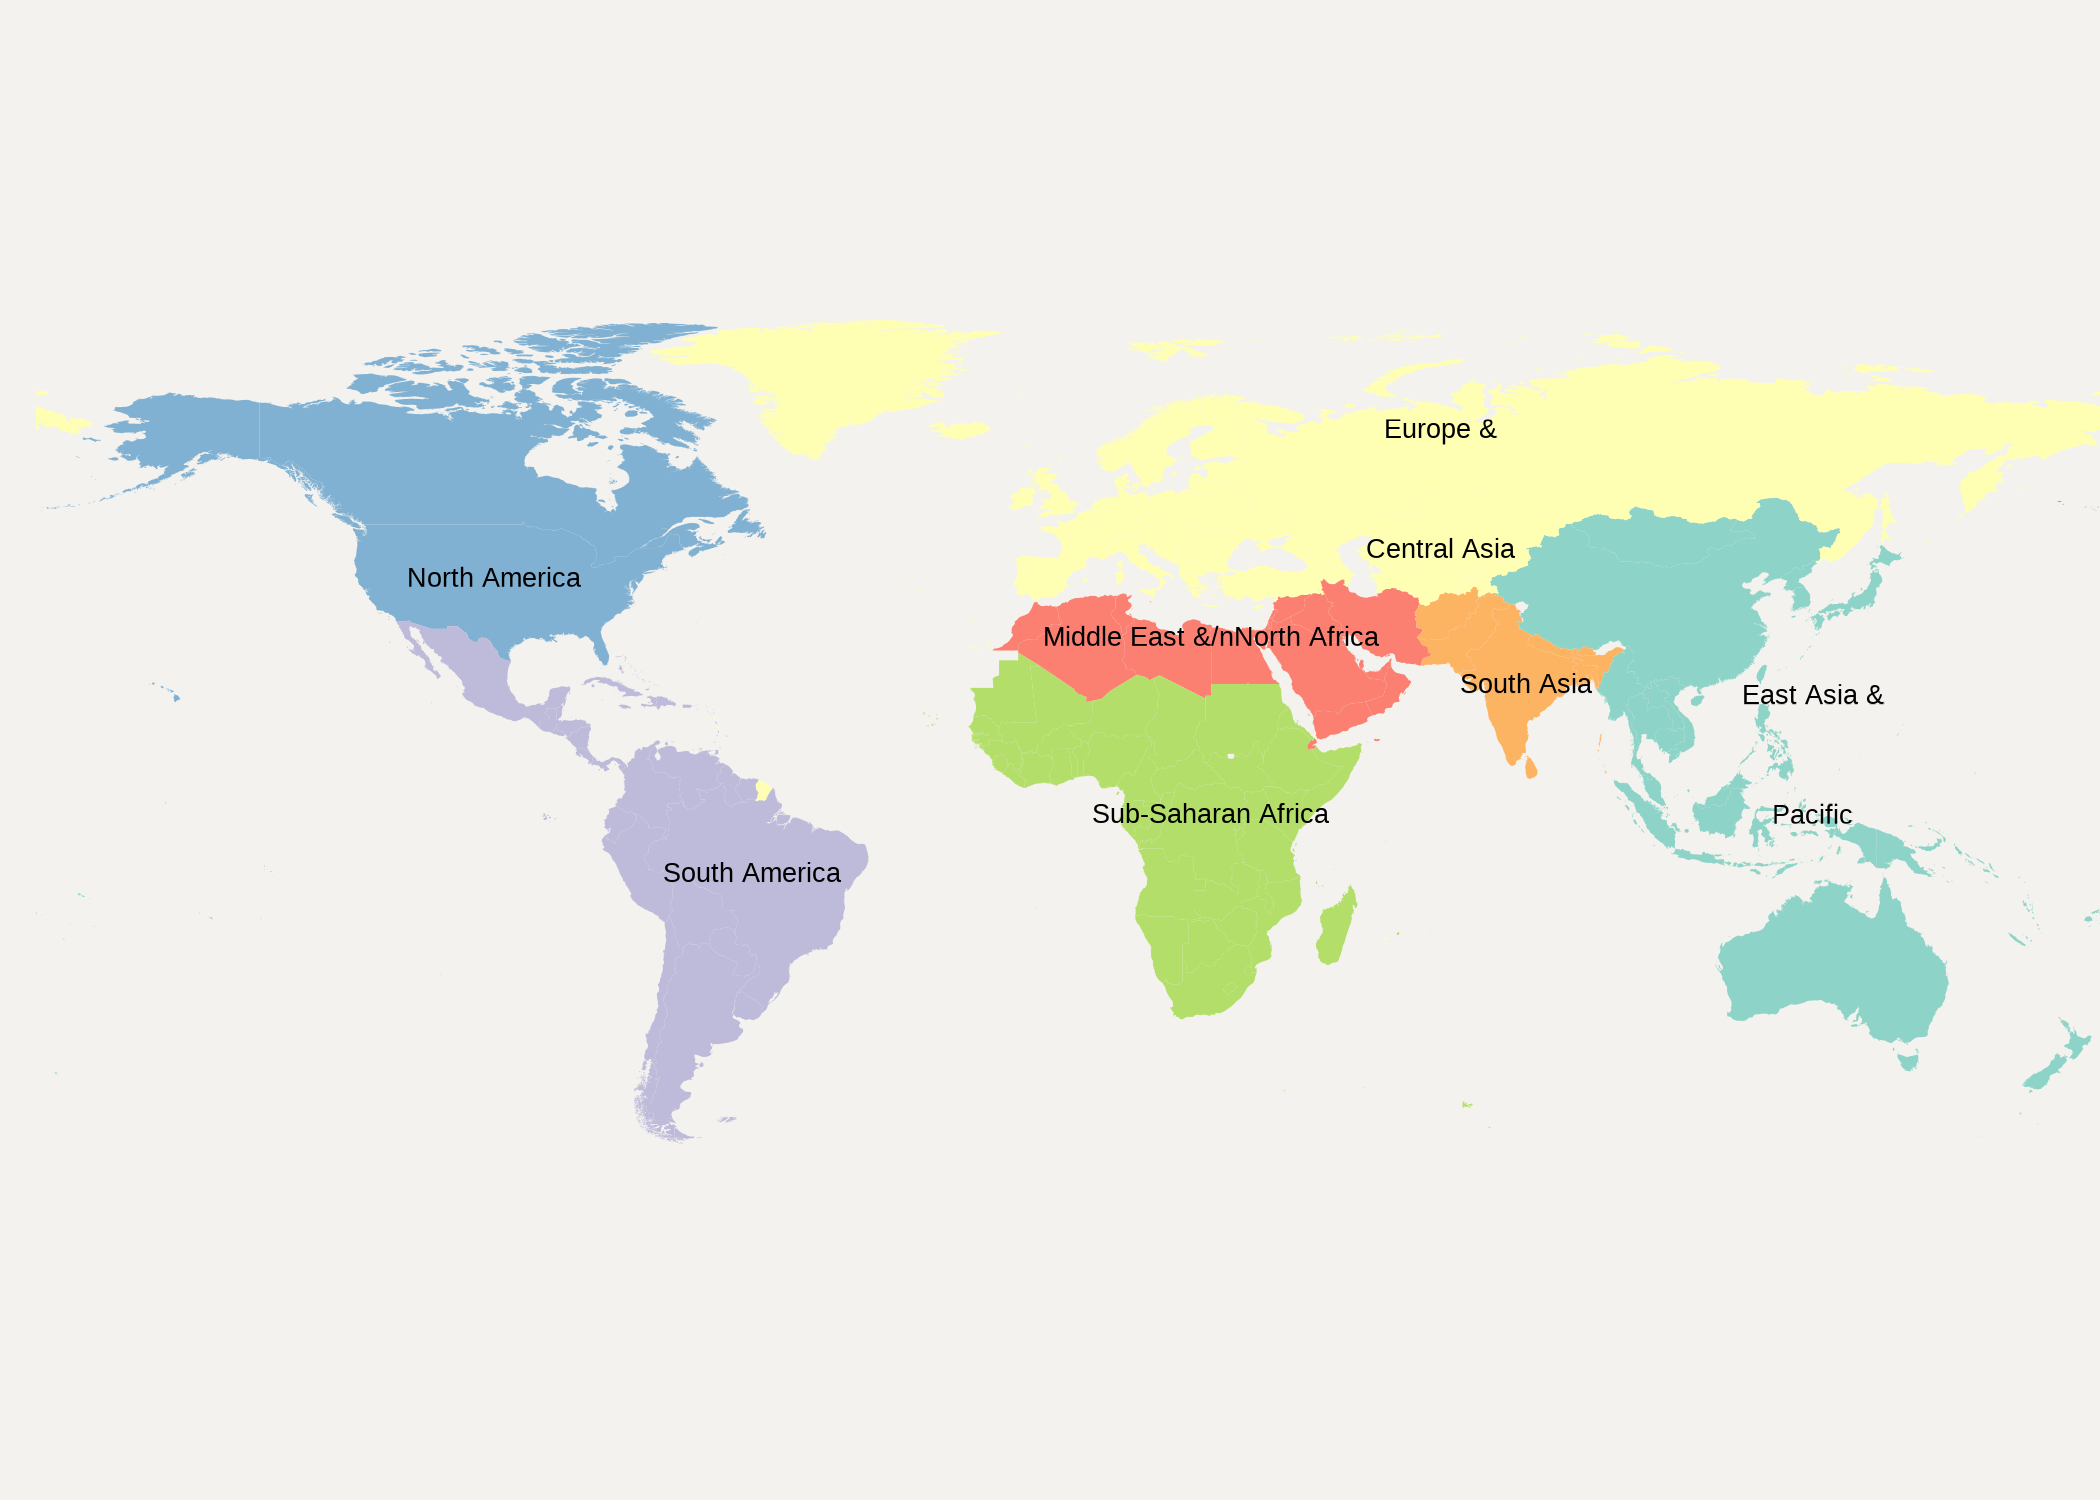 Europe &
Central Asia
North America
Middle East &/nNorth Africa
South Asia
East Asia &
Pacific
Sub-Saharan Africa
South America